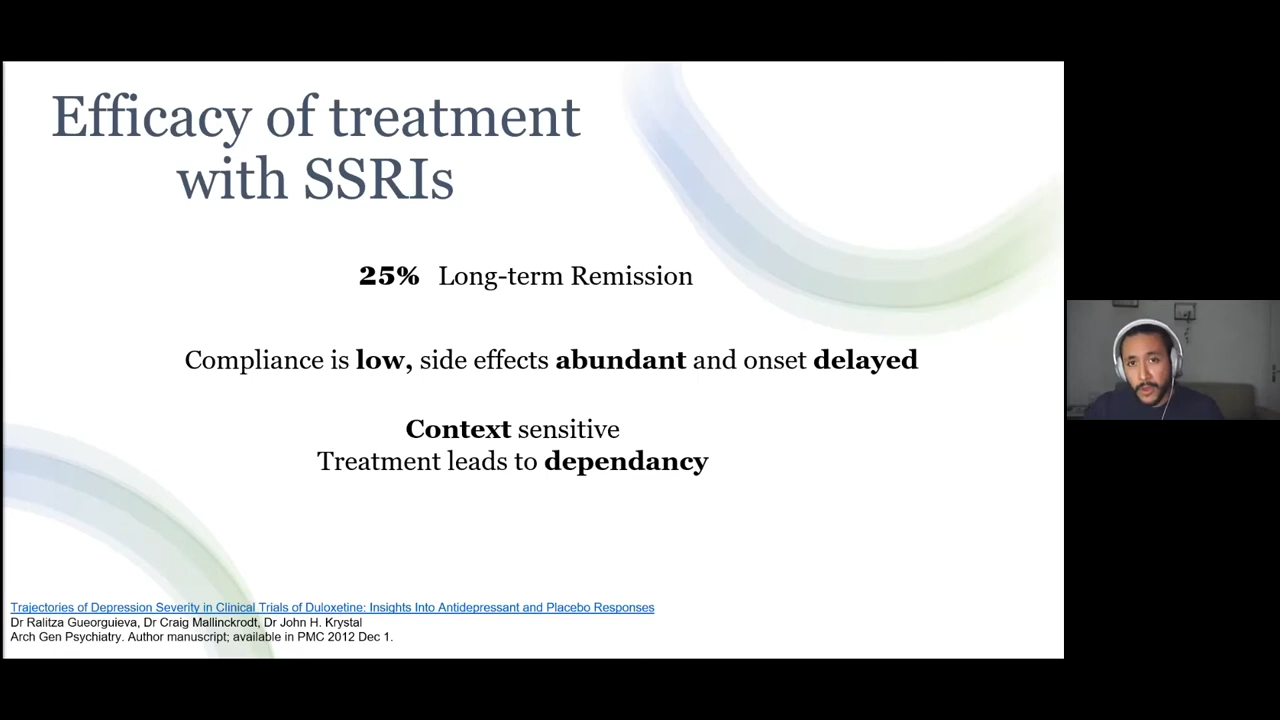 Efficacy of treatment
with SSRIs
25% Long-term Remission
Compliance is low, side effects abundant and onset delayed
Context sensitive
Treatment leads to dependancy
Trajectories of Depression Severity in Clinical Trials of Duloxetine: Insights Into Antidepressant and Placebo Responses
Dr Ralitza Gueorguieva, Dr Craig Mallinckrodt, Dr John H. Krystal
Arch Gen Psychiatry. Author manuscript; available in PMC 2012 Dec 1.